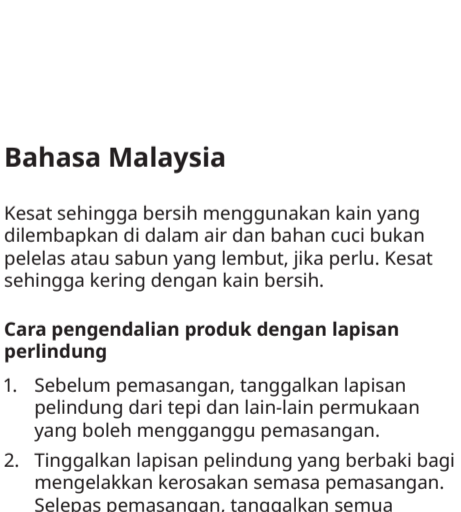 Bahasa Malaysia
Kesat sehingga bersih menggunakan kain yang
dilembapkan di dalam air dan bahan cuci bukan
pelelas atau sabun yang lembut, jika perlu. Kesat
sehingga kering dengan kain bersih.
Cara pengendalian produk dengan lapisan
perlindung
1. Sebelum pemasangan, tanggalkan lapisan
pelindung dari tepi dan lain-lain permukaan
yang boleh mengganggu pemasangan.
2. Tinggalkan lapisan pelindung yang berbaki bagi
mengelakkan kerosakan semasa pemasangan.
Selepas pemasangan, tanggalkan semua